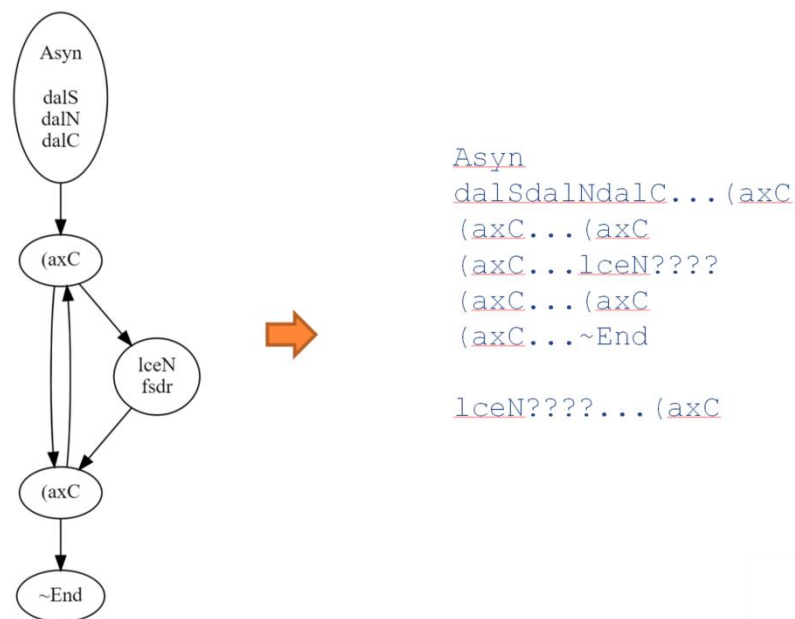 Asyn
dalS
dalN
dalC
(axC
lceN
fsdr
(axC
~End
Asyn
dalSdalNdalC...(axC
(axC...(axC
(axC...lceN????
(axC...(axC
(axC...~End
lceN????...(axC